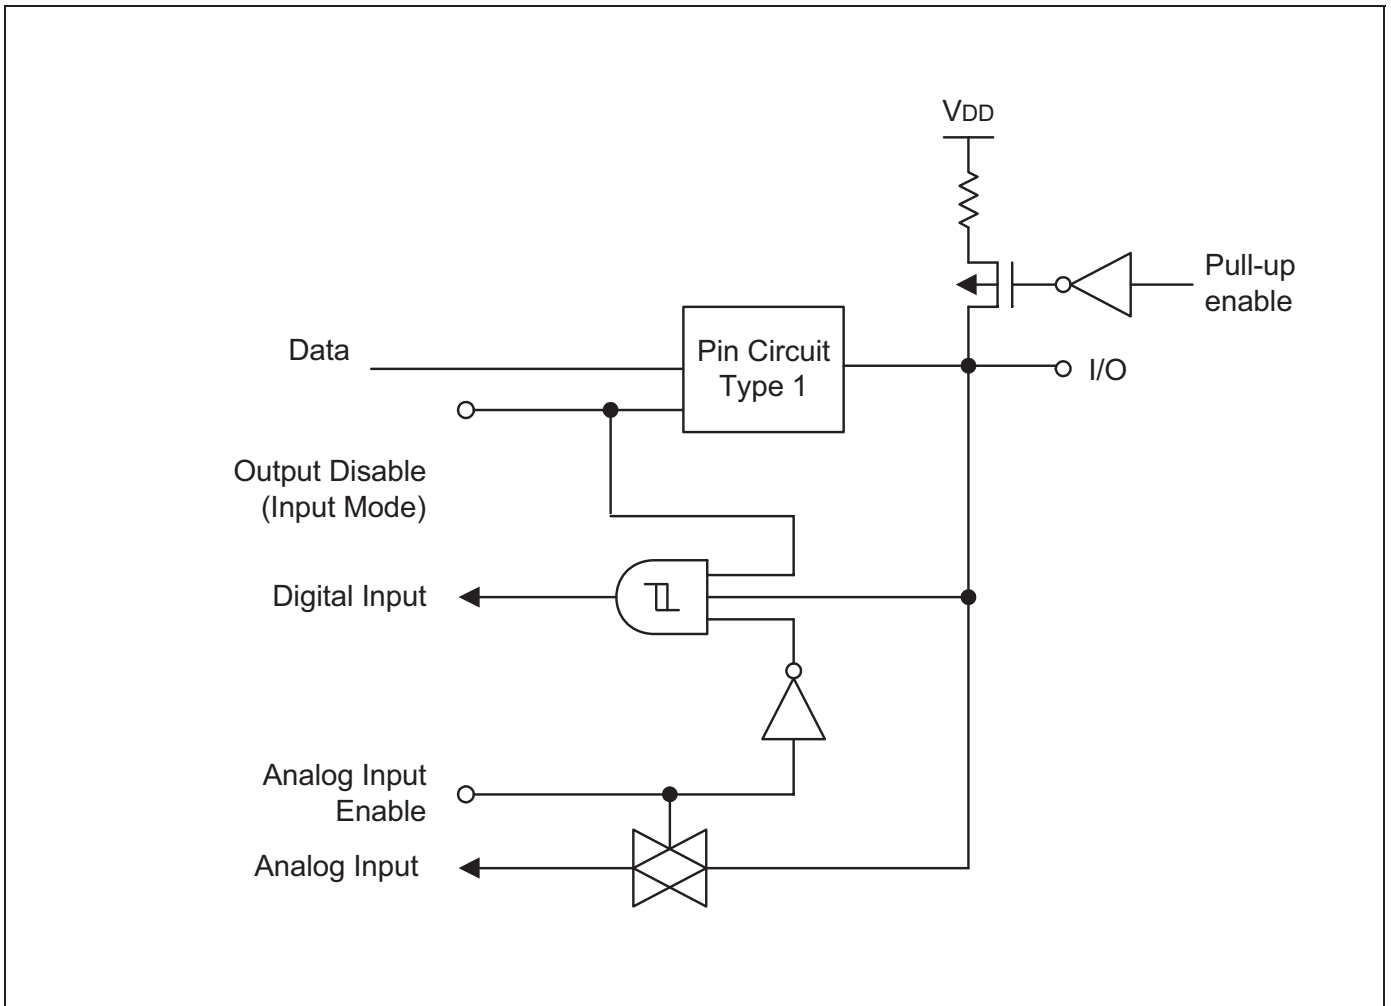 VDD
Pull-up
enable
Data
Pin Circuit
Type 1
I/O
Output Disable
(Input Mode)
Digital Input
Analog Input
Enable
Analog Input